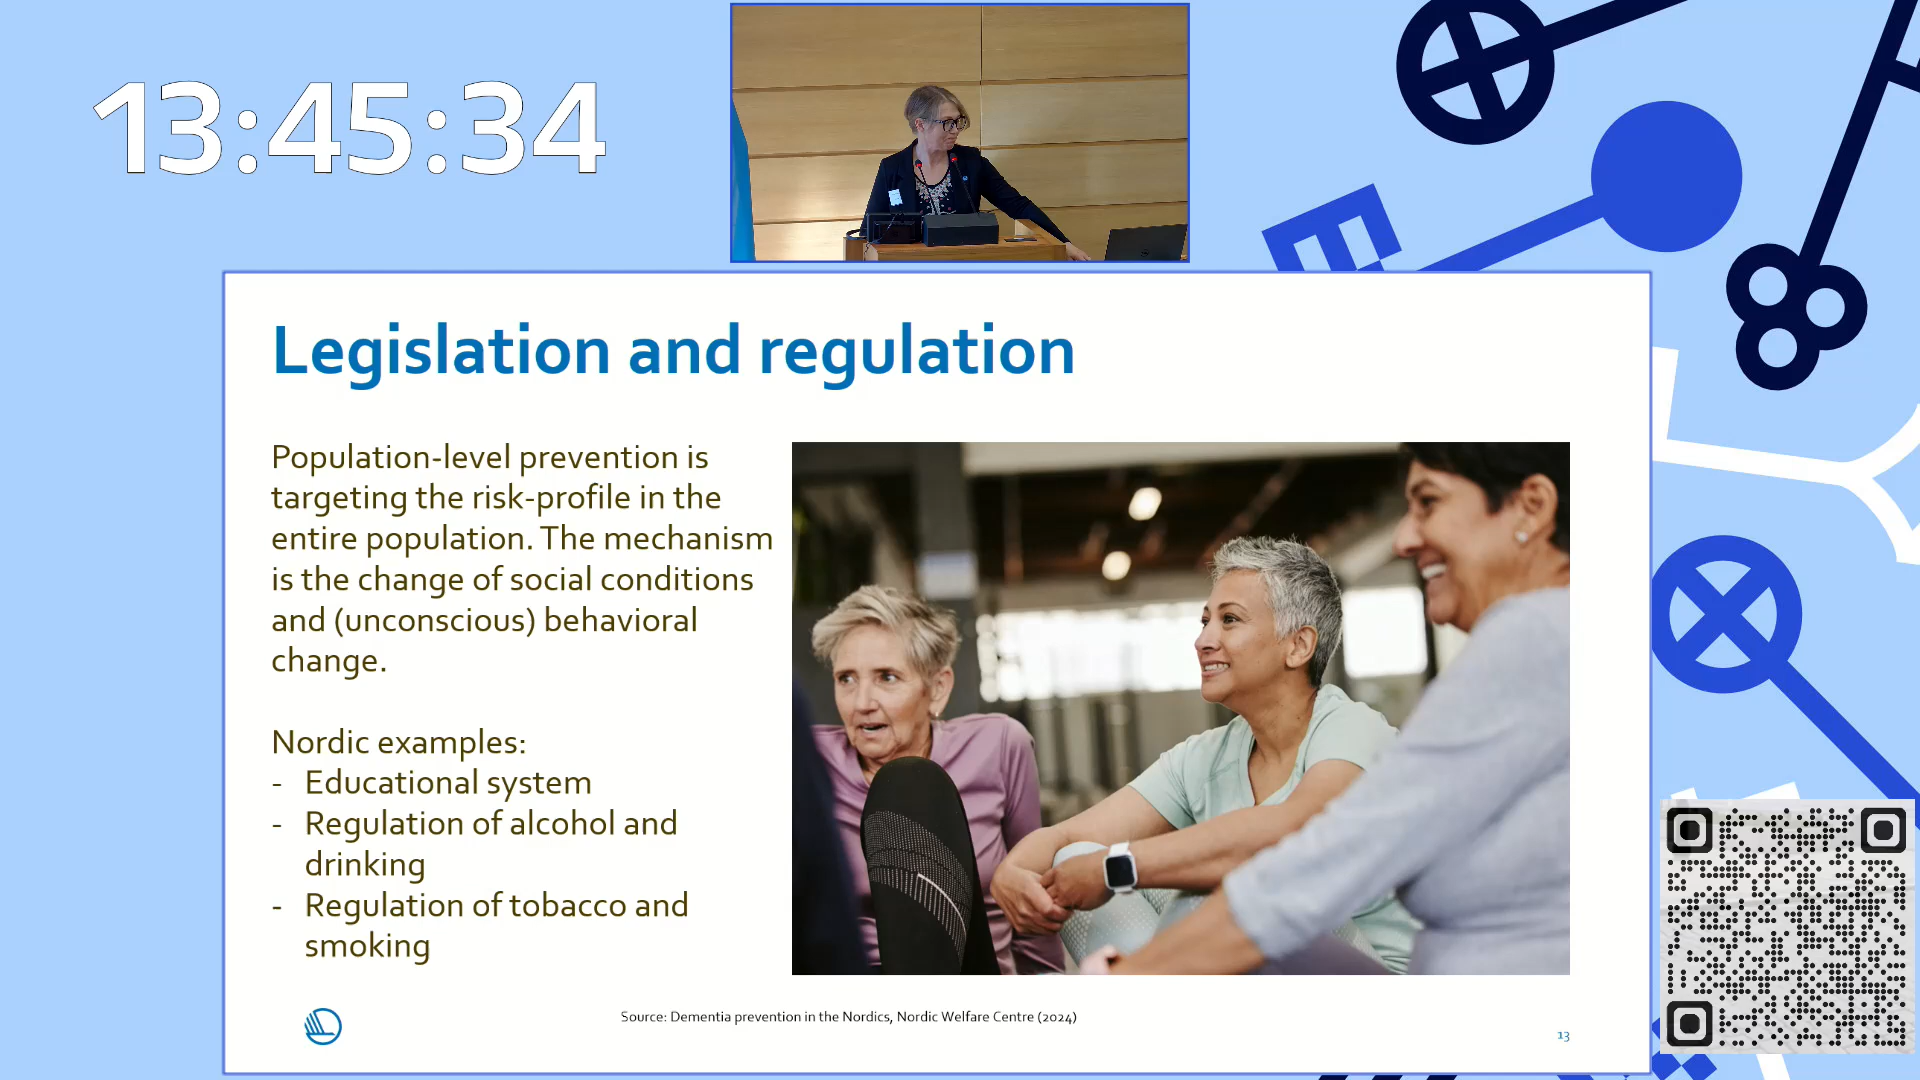 13:45:34
Legislation and regulation
Population-level prevention is
targeting the risk-profile in the
entire population. The mechanism
is the change of social conditions
and (unconscious) behavioral
change.
Nordic examples:
- Educational system
- Regulation of alcohol and
drinking
- Regulation of tobacco and
smoking
Source: Dementia prevention in the Nordics, Nordic Welfare Centre (2024)
13